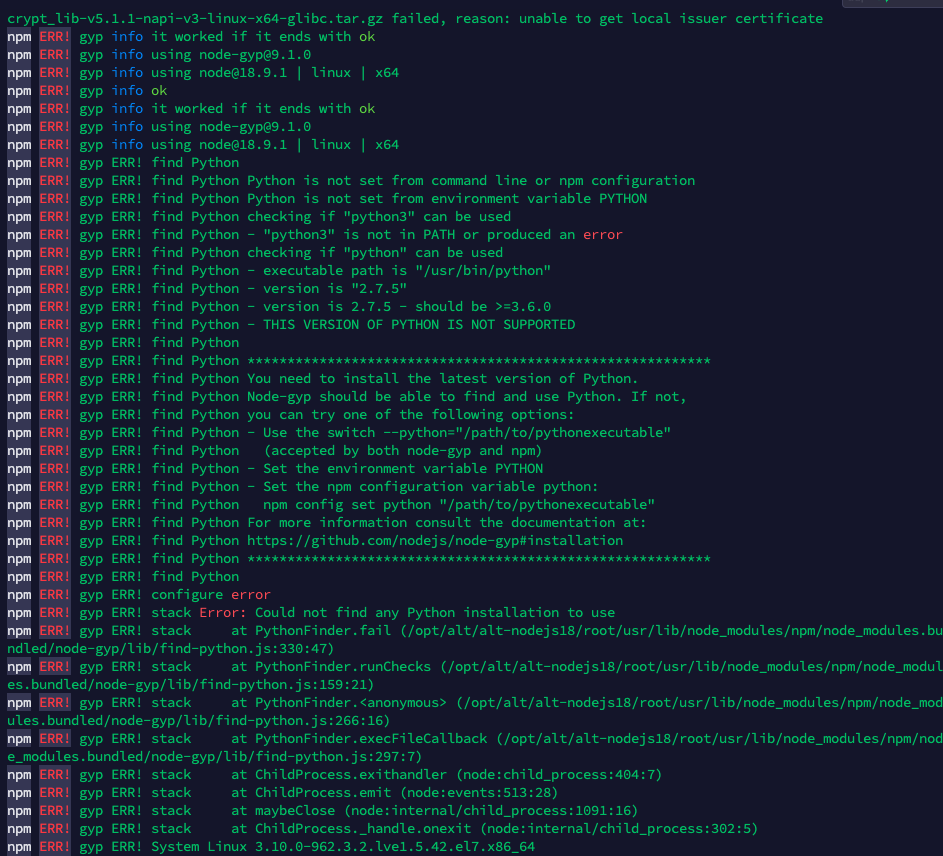 crypt_lib-v5.1.1-napi-v3-linux-x64-glibc.tar.gz failed, reason: unable to get local issuer certificate
npm ERR! gyp info it worked if it ends with ok
npm ERR! gyp info using node-gyp@9.1.0
npm ERR! gyp info using node@18.9.1 | linux | x64
npm ERR! gyp info ok
npm ERR! gyp info it worked if it ends with ok
npm ERR! gyp info using node-gyp@9.1.0
npm ERR! gyp info using node@18.9.1 | linux | x64
npm ERR! gyp ERR! find Python
npm ERR! gyp ERR! find Python Python is not set from command line or npm configuration
npm ERR! gyp ERR! find Python Python is not set from environment variable PYTHON
npm ERR! gyp ERR! find Python checking if "python3" can be used
npm ERR! gyp ERR! find Python - "python3" is not in PATH or produced an error
npm ERR! gyp ERR! find Python checking if "python" can be used
npm ERR! gyp ERR! find Python - executable path is "/usr/bin/python"
npm ERR! gyp ERR! find Python - version is "2.7.5"
npm ERR! gyp ERR! find Python - version is 2.7.5 - should be >=3.6.0
npm ERR! gyp ERR! find Python - THIS VERSION OF PYTHON IS NOT SUPPORTED
npm ERR! gyp ERR! find Python
npm ERR! gyp ERR! find Python **********************************************************
npm ERR! gyp ERR! find Python You need to install the latest version of Python.
npm ERR! gyp ERR! find Python Node-gyp should be able to find and use Python. If not,
npm ERR! gyp ERR! find Python you can try one of the following options:
npm ERR! gyp ERR! find Python - Use the switch --python="/path/to/pythonexecutable"
npm ERR! gyp ERR! find Python   (accepted by both node-gyp and npm)
npm ERR! gyp ERR! find Python - Set the environment variable PYTHON
npm ERR! gyp ERR! find Python - Set the npm configuration variable python:
npm ERR! gyp ERR! find Python   npm config set python "/path/to/pythonexecutable"
npm ERR! gyp ERR! find Python For more information consult the documentation at:
npm ERR! gyp ERR! find Python https://github.com/nodejs/node-gyp#installation
npm ERR! gyp ERR! find Python **********************************************************
npm ERR! gyp ERR! find Python
npm ERR! gyp ERR! configure error
npm ERR! gyp ERR! stack Error: Could not find any Python installation to use
npm ERR! gyp ERR! stack     at PythonFinder.fail (/opt/alt/alt-nodejs18/root/usr/lib/node_modules/npm/node_modules.bu
ndled/node-gyp/lib/find-python.js:330:47)
npm ERR! gyp ERR! stack     at PythonFinder.runChecks (/opt/alt/alt-nodejs18/root/usr/lib/node_modules/npm/node_modul
es.bundled/node-gyp/lib/find-python.js:159:21)
npm ERR! gyp ERR! stack     at PythonFinder.<anonymous> (/opt/alt/alt-nodejs18/root/usr/lib/node_modules/npm/node_mod
ules.bundled/node-gyp/lib/find-python.js:266:16)
npm ERR! gyp ERR! stack     at PythonFinder.execFileCallback (/opt/alt/alt-nodejs18/root/usr/lib/node_modules/npm/nod
e_modules.bundled/node-gyp/lib/find-python.js:297:7)
npm ERR! gyp ERR! stack     at ChildProcess.exithandler (node:child_process:404:7)
npm ERR! gyp ERR! stack     at ChildProcess.emit (node:events:513:28)
npm ERR! gyp ERR! stack     at maybeClose (node:internal/child_process:1091:16)
npm ERR! gyp ERR! stack     at ChildProcess._handle.onexit (node:internal/child_process:302:5)
npm ERR! gyp ERR! System Linux 3.10.0-962.3.2.lve1.5.42.el7.x86_64